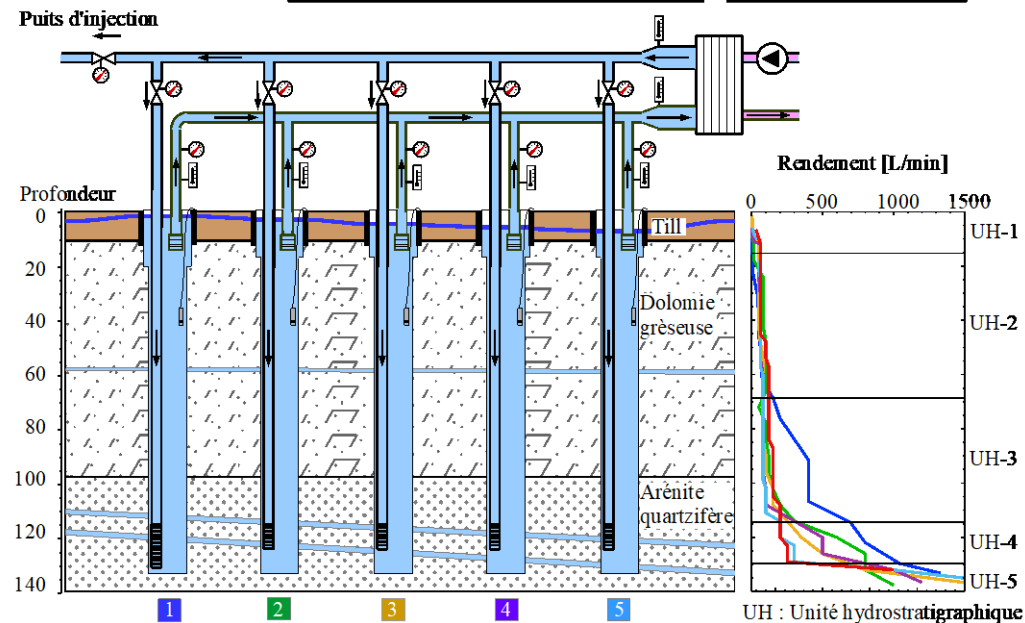 Puits d'injection
Rendement [L/min]
Profondeur
0
20
40
60
80
100
120
140
Till
Dolomie
grèseuse
Arénite
quartzifère
0
500
1000
1500
UH-1
UH-2
UH-3
UH-4
UH-5
1
2
3
4
5
UH : Unité hydrostratigraphique